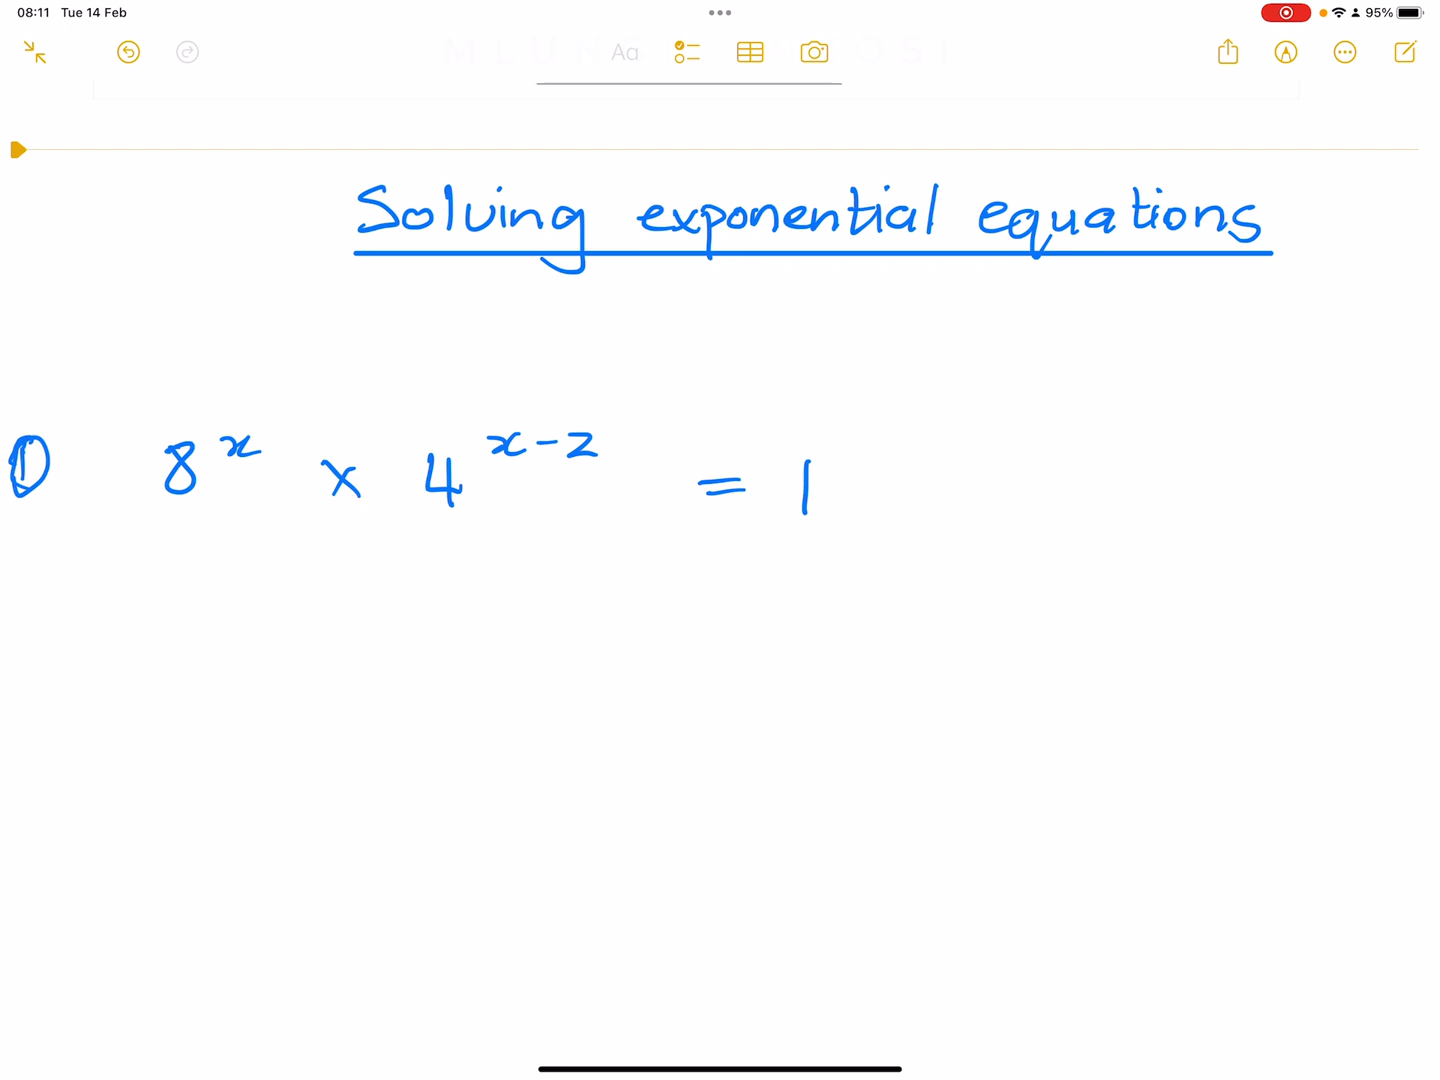 08:11 Tue 14 Feb
95%
Aa
Solving exponential equations
① 8^x × 4^(x-2) = 1